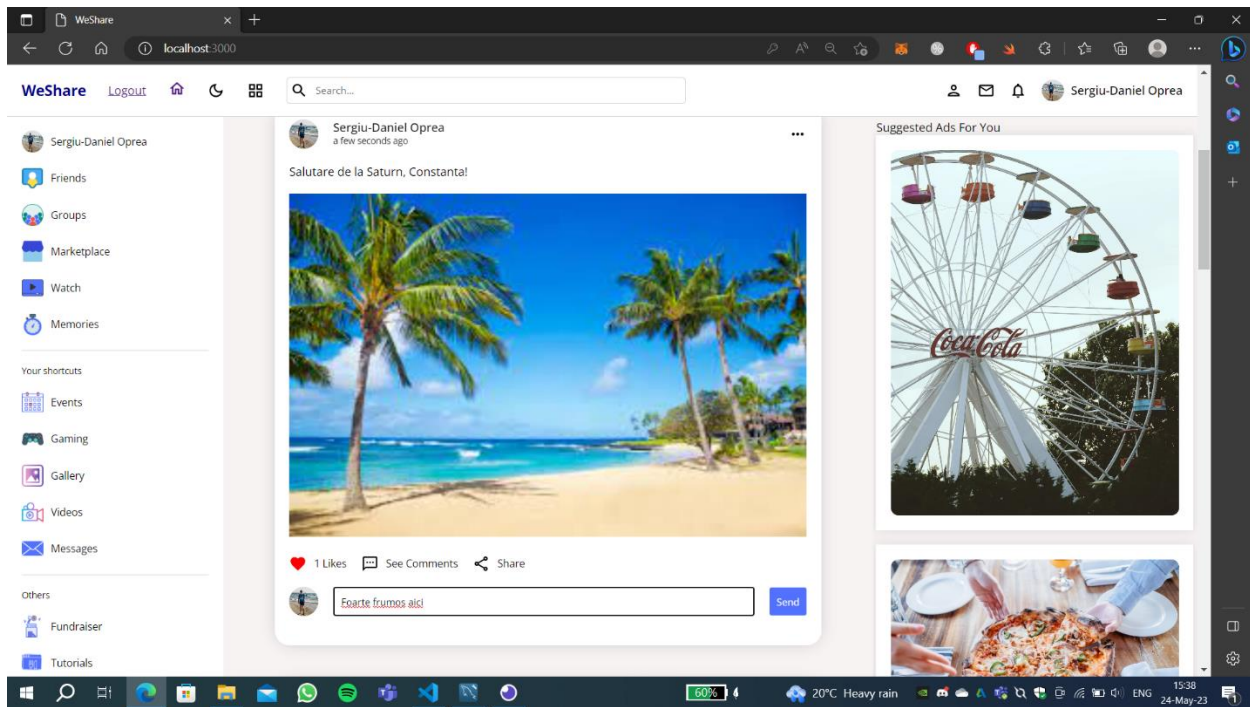 WeShare
localhost:3000
WeShare Logout Search... Sergiu-Daniel Oprea
Sergiu-Daniel Oprea
Friends
Groups
Marketplace
Watch
Memories
Your shortcuts
Events
Gaming
Gallery
Videos
Messages
Others
Fundraiser
Tutorials
Sergiu-Daniel Oprea
a few seconds ago
Salutare de la Saturn, Constanta!
1 Likes See Comments Share
Foarte frumos aici Send
Suggested Ads For You
Coca-Cola
60% 20°C Heavy rain ENG 15:38
24-May-23